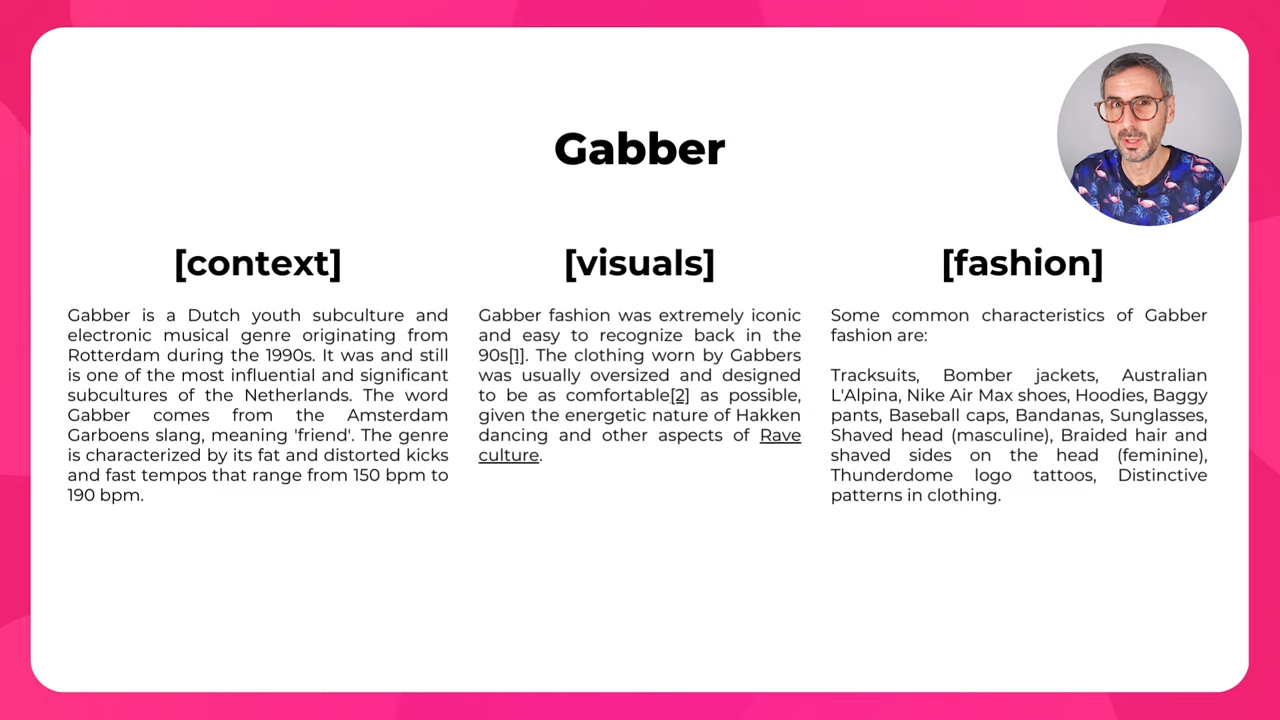 Gabber
[context]
Gabber is a Dutch youth subculture and
electronic musical genre originating from
Rotterdam during the 1990s. It was and still
is one of the most influential and significant
subcultures of the Netherlands. The word
Gabber comes from the Amsterdam
Garboens slang, meaning 'friend'. The genre
is characterized by its fat and distorted kicks
and fast tempos that range from 150 bpm to
190 bpm.
[visuals]
Gabber fashion was extremely iconic
and easy to recognize back in the
90s[1]. The clothing worn by Gabbers
was usually oversized and designed
to be as comfortable[2] as possible,
given the energetic nature of Hakken
dancing and other aspects of Rave
culture.
[fashion]
Some common characteristics of Gabber
fashion are:
Tracksuits, Bomber jackets, Australian
L'Alpina, Nike Air Max shoes, Hoodies, Baggy
pants, Baseball caps, Bandanas, Sunglasses,
Shaved head (masculine), Braided hair and
shaved sides on the head (feminine),
Thunderdome logo tattoos, Distinctive
patterns in clothing.